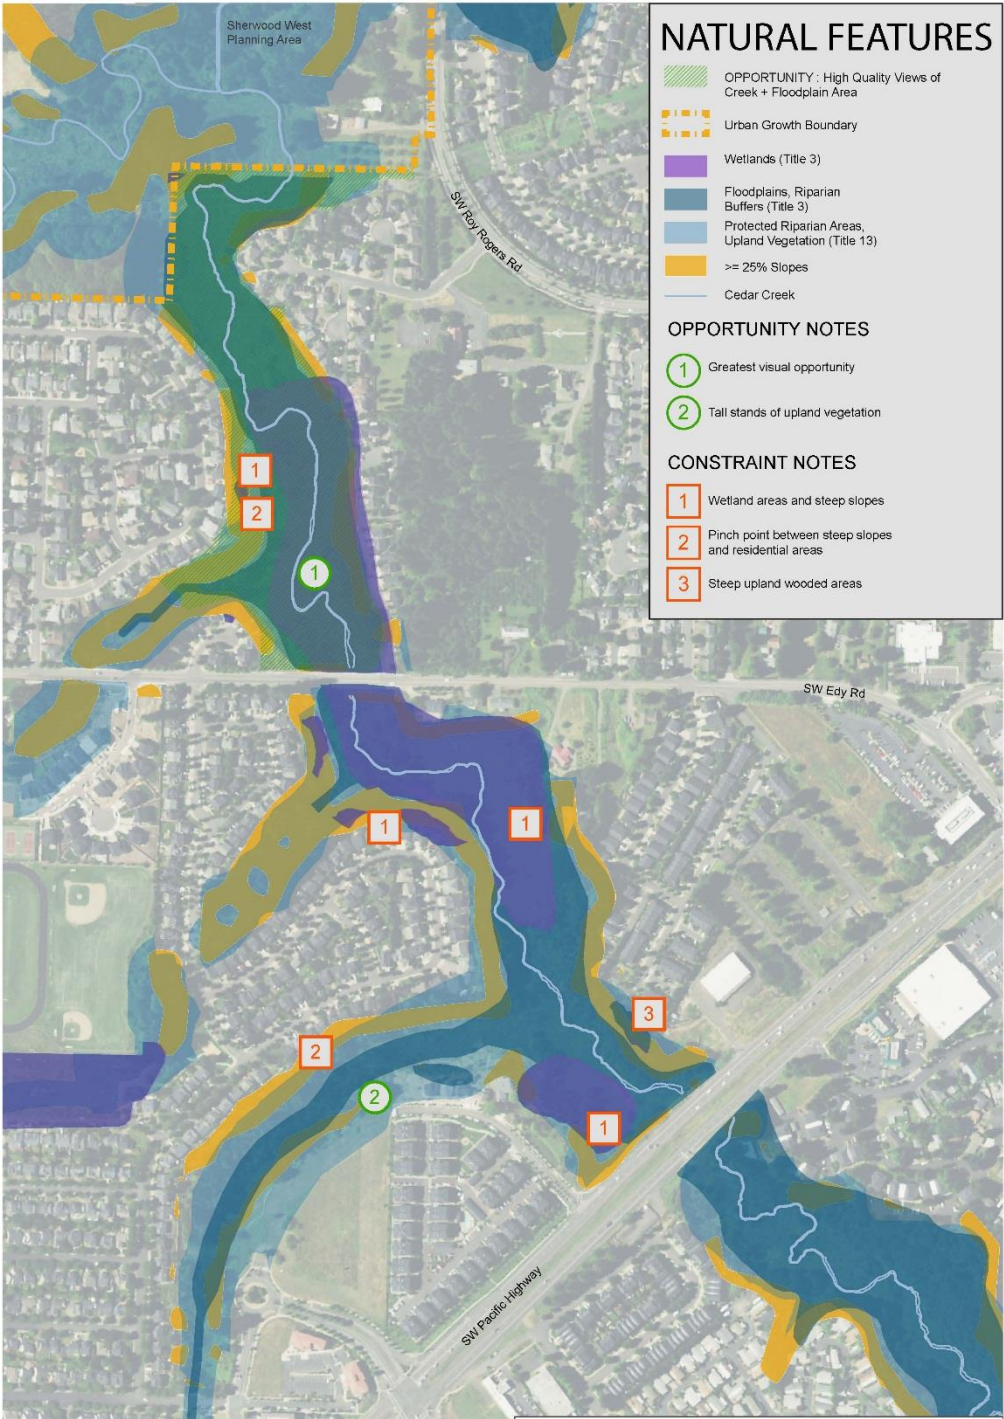 Sherwood West
Planning Area
NATURAL FEATURES
OPPORTUNITY : High Quality Views of
Creek + Floodplain Area
Urban Growth Boundary
Wetlands (Title 3)
Floodplains, Riparian
Buffers (Title 3)
Protected Riparian Areas,
Upland Vegetation (Title 13)
>= 25% Slopes
Cedar Creek
OPPORTUNITY NOTES
1 Greatest visual opportunity
2 Tall stands of upland vegetation
CONSTRAINT NOTES
1 Wetland areas and steep slopes
2 Pinch point between steep slopes
and residential areas
3 Steep upland wooded areas
SW Roy Rogers Rd
1
2
1
SW Edy Rd
1
1
3
2
2
1
SW Pacific Highway